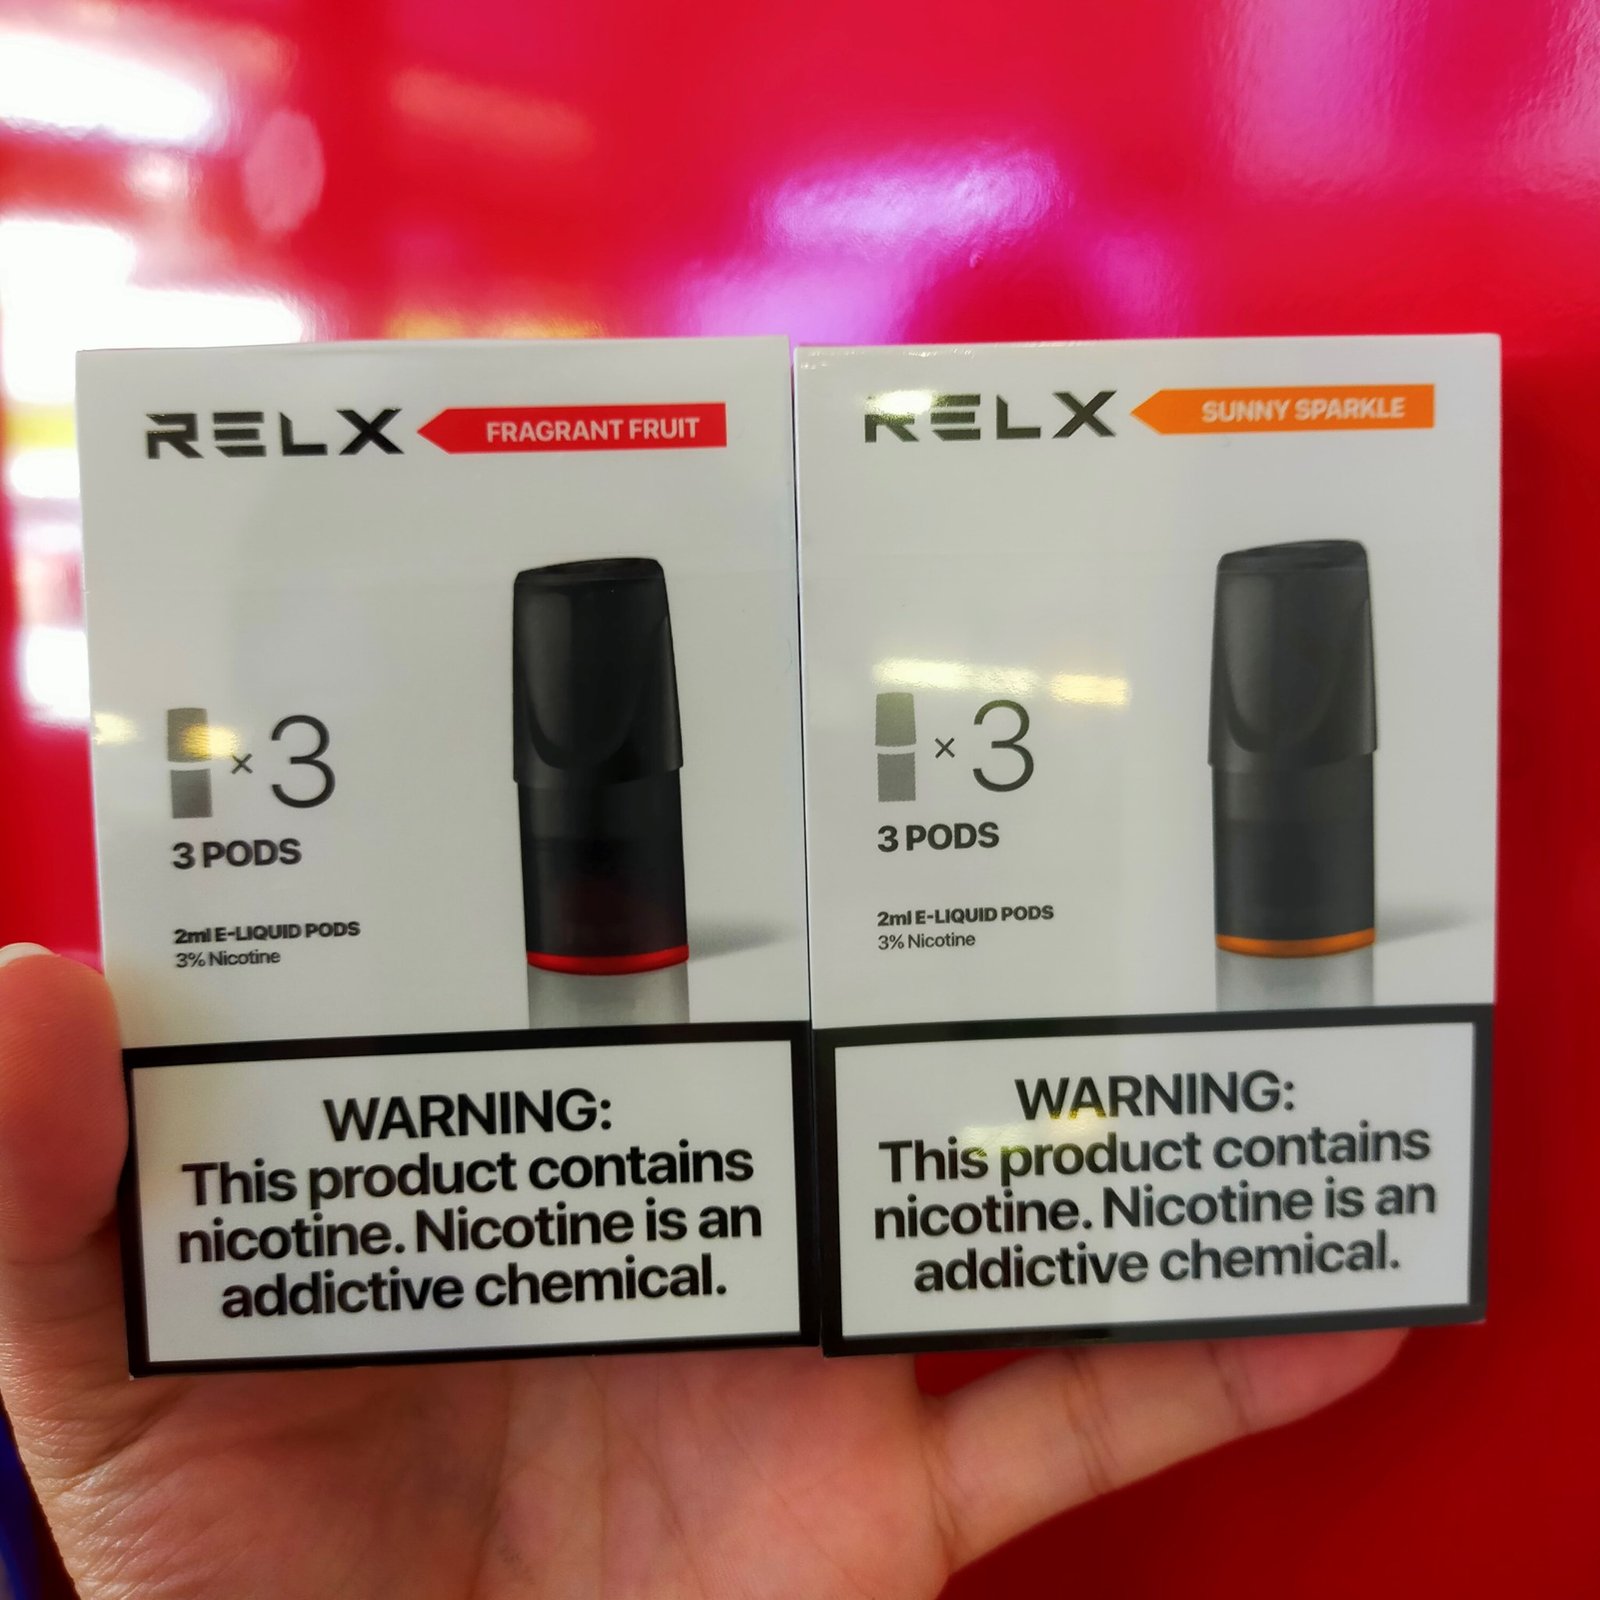 RELX FRAGRANT FRUIT
× 3
3 PODS
2ml E-LIQUID PODS
3% Nicotine
WARNING:
This product contains
nicotine. Nicotine is an
addictive chemical.
RELX SUNNY SPARKLE
× 3
3 PODS
2ml E-LIQUID PODS
3% Nicotine
WARNING:
This product contains
nicotine. Nicotine is an
addictive chemical.